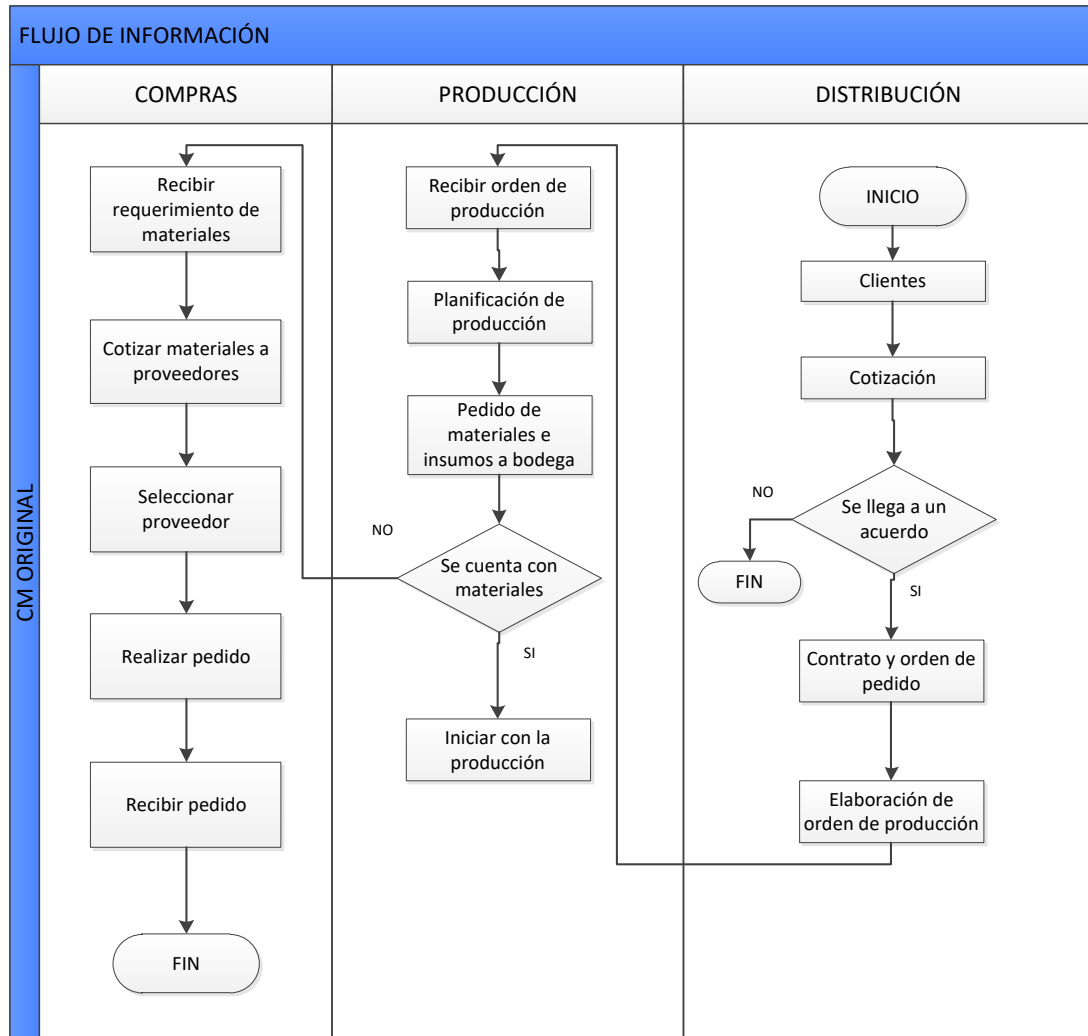 FLUJO DE INFORMACIÓN
CM ORIGINAL
COMPRAS
Recibir
requerimiento de
materiales
Cotizar materiales a
proveedores
Seleccionar
proveedor
Realizar pedido
Recibir pedido
FIN
PRODUCCIÓN
Recibir orden de
producción
Planificación de
producción
Pedido de
materiales e
insumos a bodega
NO
Se cuenta con
materiales
SI
Iniciar con la
producción
DISTRIBUCIÓN
INICIO
Clientes
Cotización
NO
Se llega a un
acuerdo
FIN
SI
Contrato y orden de
pedido
Elaboración de
orden de producción